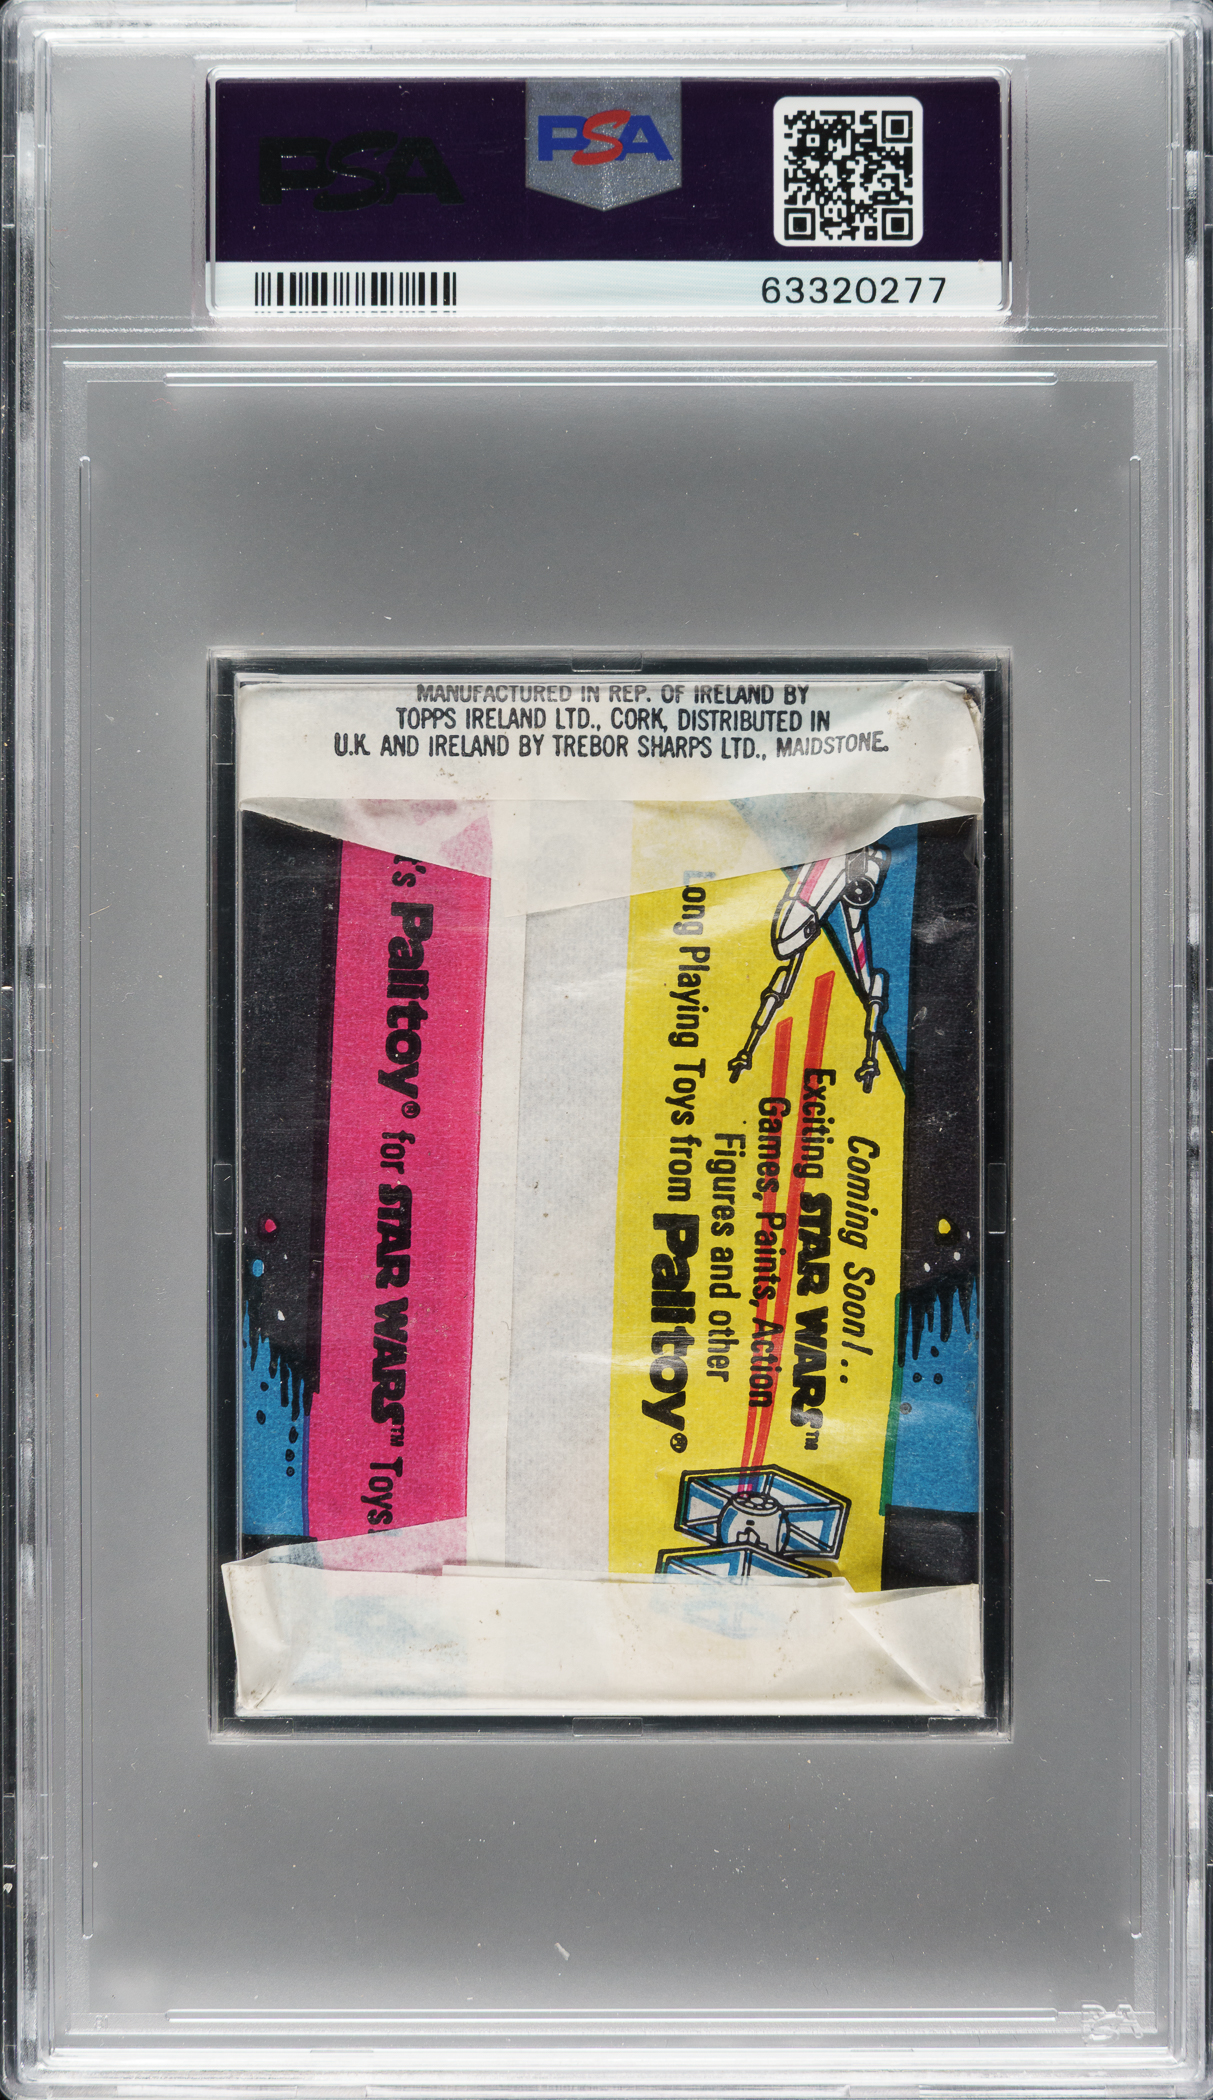 PSA
PSA
63320277
MANUFACTURED IN REP. OF IRELAND BY
TOPPS IRELAND LTD., CORK, DISTRIBUTED IN
U.K. AND IRELAND BY TREBOR SHARPS LTD., MAIDSTONE.
Coming Soon!...
Exciting STAR WARS™
Games, Paints, Action
Figures and other
Long Playing Toys from Palitoy®
t's Palitoy® for STAR WARS™ Toys.
PSA